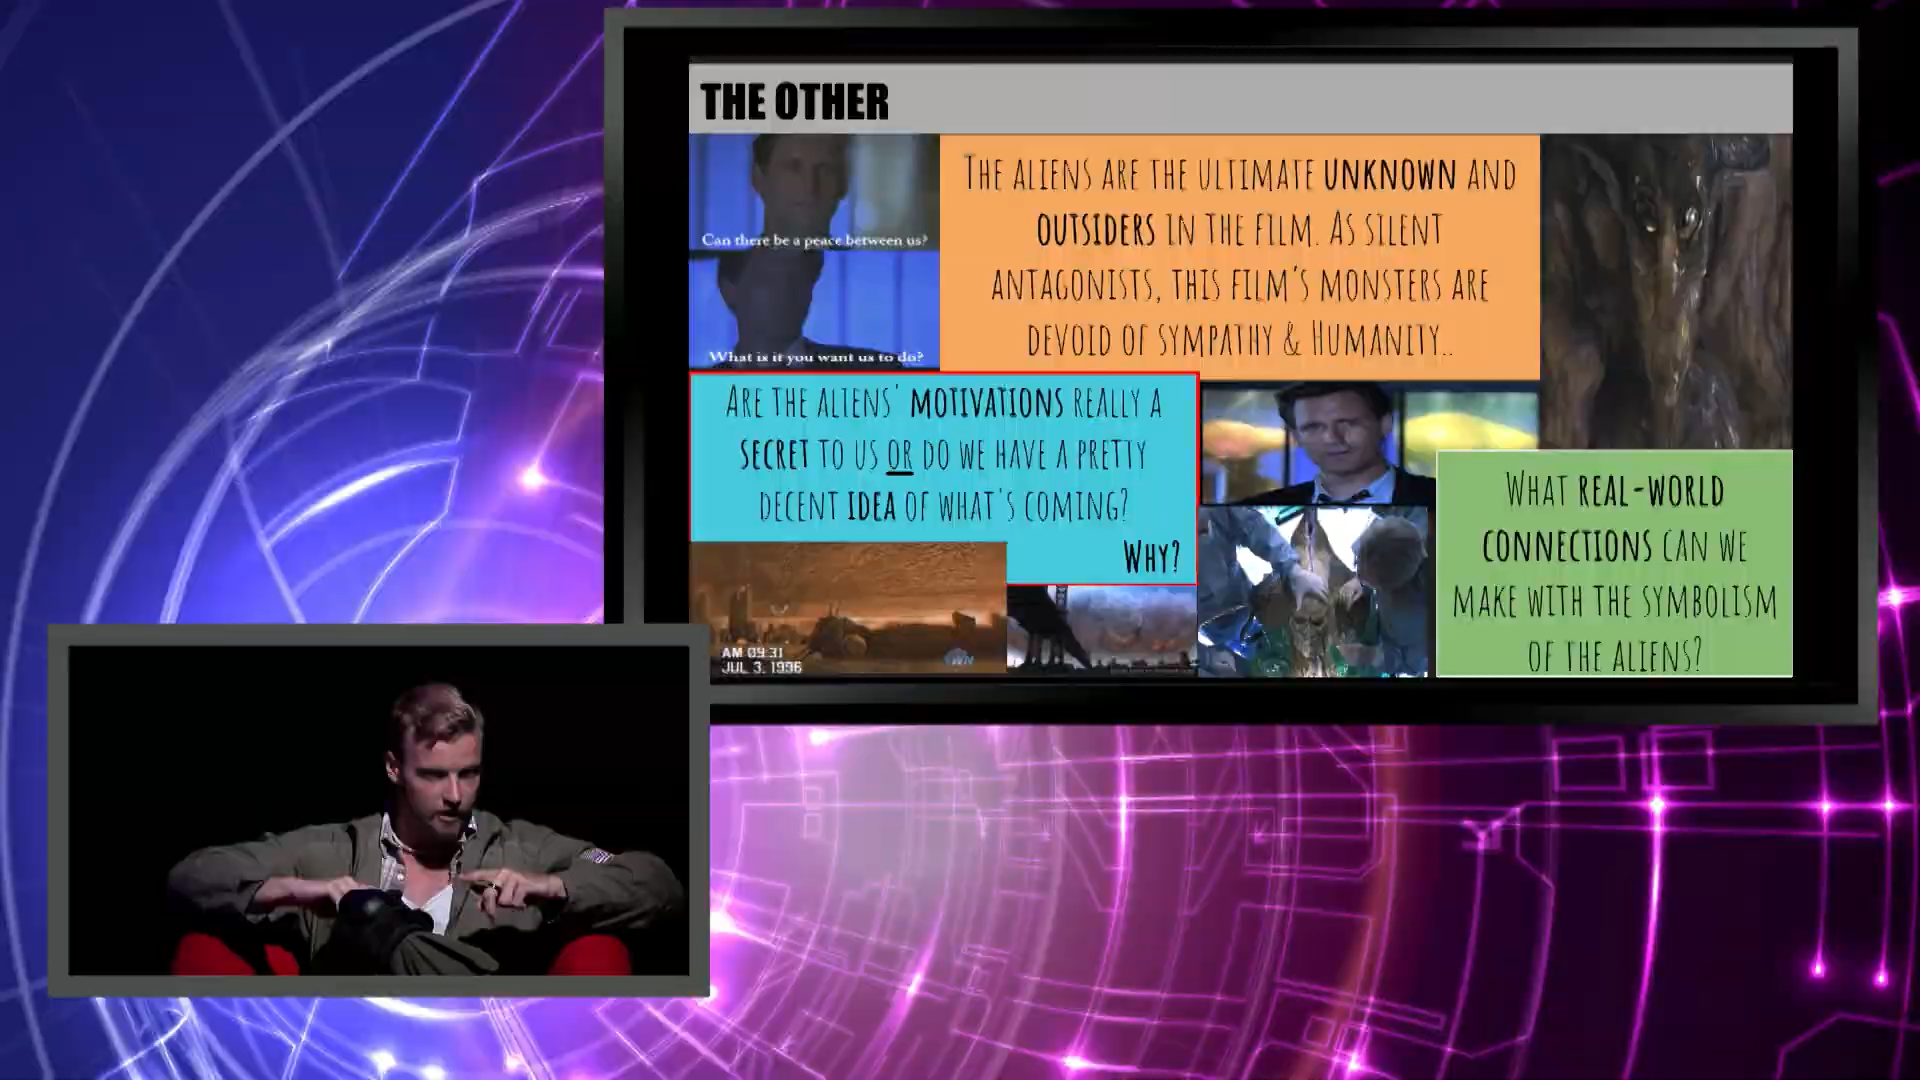 THE OTHER
Can there be a peace between us?
What is it you want us to do?
THE ALIENS ARE THE ULTIMATE UNKNOWN AND
OUTSIDERS IN THE FILM. AS SILENT
ANTAGONISTS, THIS FILM'S MONSTERS ARE
DEVOID OF SYMPATHY & HUMANITY..
ARE THE ALIENS' MOTIVATIONS REALLY A
SECRET TO US OR DO WE HAVE A PRETTY
DECENT IDEA OF WHAT'S COMING?
WHY?
AM 09:31
JUL 3. 1996
WHAT REAL-WORLD
CONNECTIONS CAN WE
MAKE WITH THE SYMBOLISM
OF THE ALIENS?